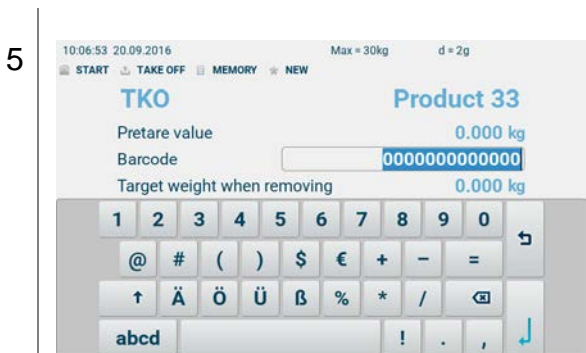 5
10:06:53 20.09.2016 Max = 30kg d = 2g
START TAKE OFF MEMORY NEW
TKO Product 33
Pretare value 0.000 kg
Barcode 0000000000000
Target weight when removing 0.000 kg
1 2 3 4 5 6 7 8 9 0
@ # ( ) $ € + − =
↑ Ä Ö Ü ß % * /
abcd ! . ,